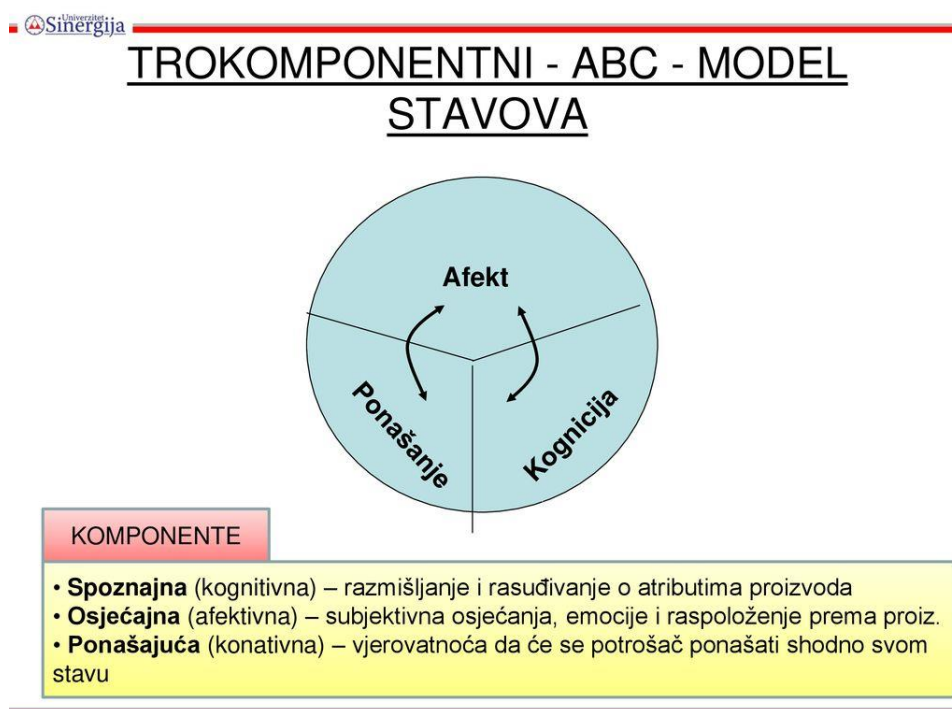 Univerzitet
Sinergija
TROKOMPONENTNI - ABC - MODEL
STAVOVA
Afekt
Ponašanje
Kognicija
KOMPONENTE
• Spoznajna (kognitivna) – razmišljanje i rasuđivanje o atributima proizvoda
• Osjećajna (afektivna) – subjektivna osjećanja, emocije i raspoloženje prema proiz.
• Ponašajuća (konativna) – vjerovatnoća da će se potrošač ponašati shodno svom
stavu